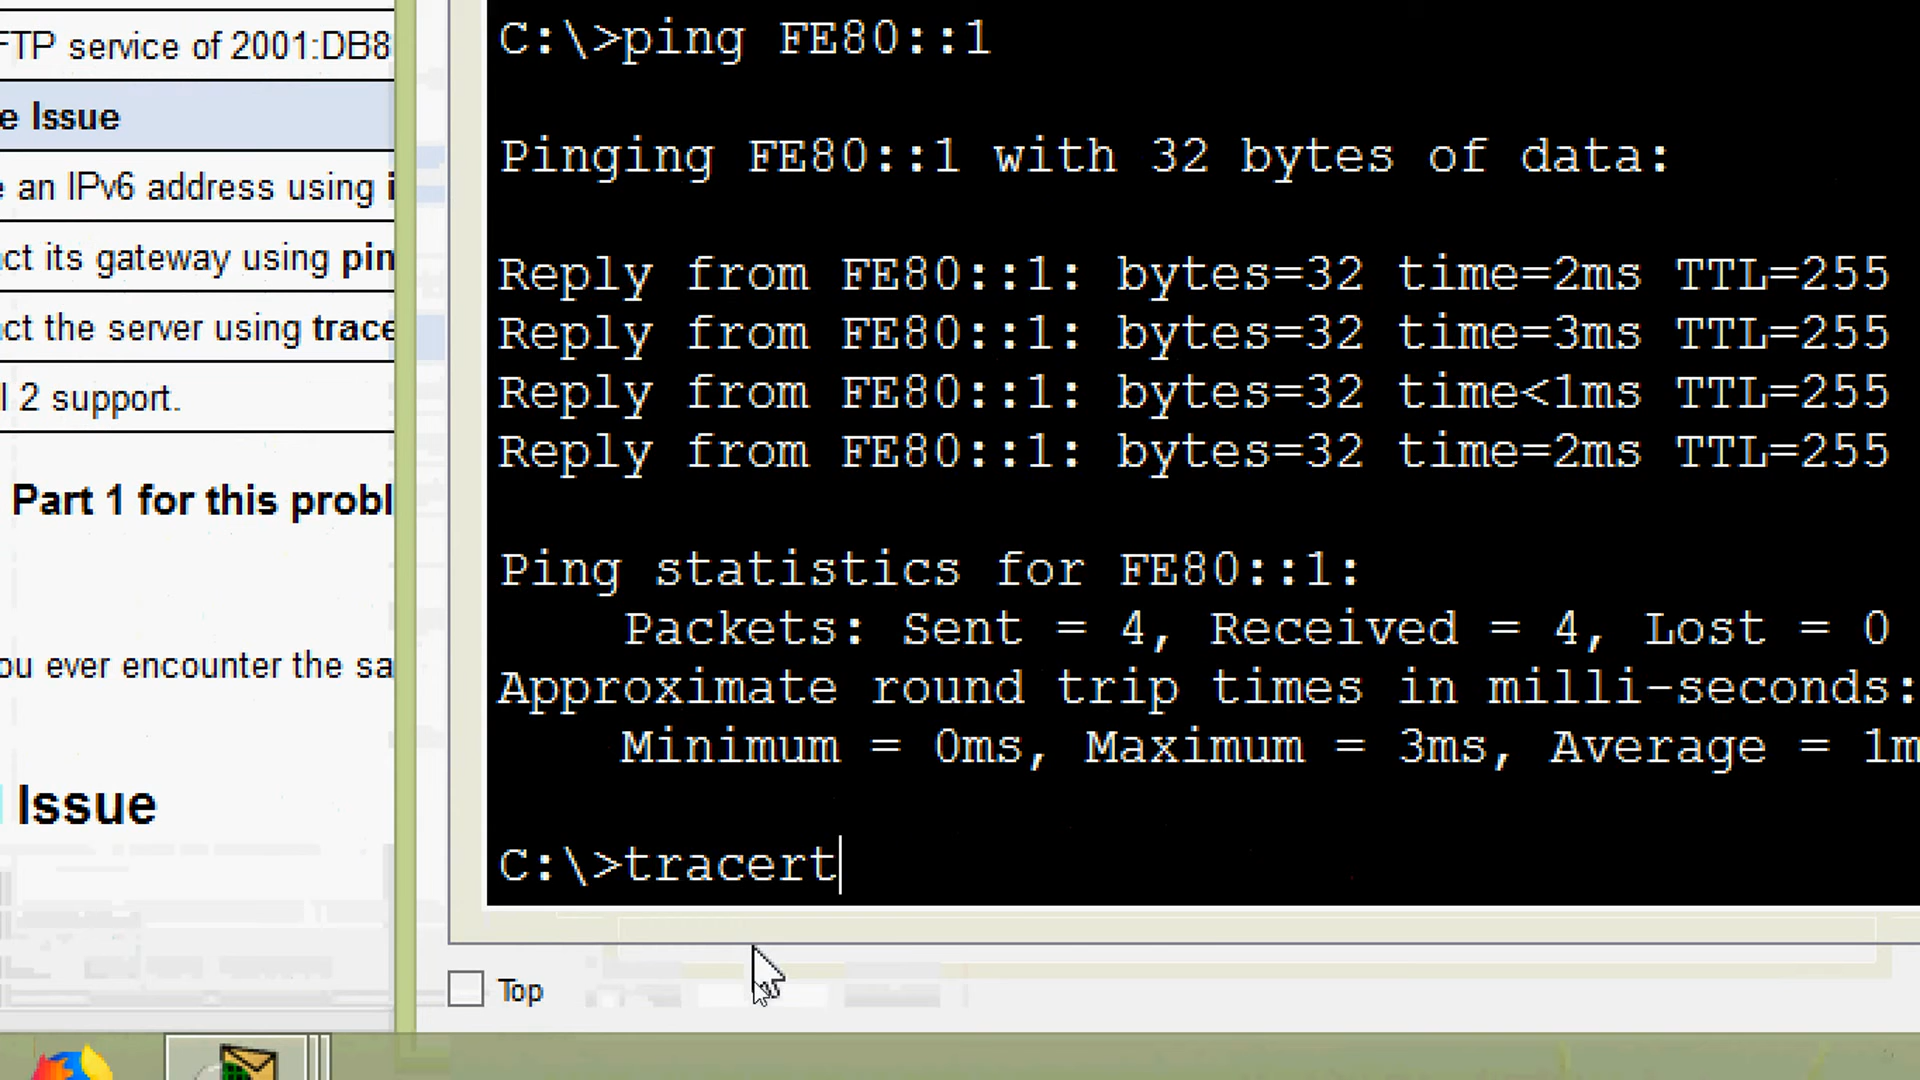 FTP service of 2001:DB8
e Issue
e an IPv6 address using i
act its gateway using pin
act the server using trace
l 2 support.
Part 1 for this probl
ou ever encounter the sa
Issue
C:\>ping FE80::1
Pinging FE80::1 with 32 bytes of data:
Reply from FE80::1: bytes=32 time=2ms TTL=255
Reply from FE80::1: bytes=32 time=3ms TTL=255
Reply from FE80::1: bytes=32 time<1ms TTL=255
Reply from FE80::1: bytes=32 time=2ms TTL=255
Ping statistics for FE80::1:
Packets: Sent = 4, Received = 4, Lost = 0
Approximate round trip times in milli-seconds:
Minimum = 0ms, Maximum = 3ms, Average = 1m
C:\>tracert
Top